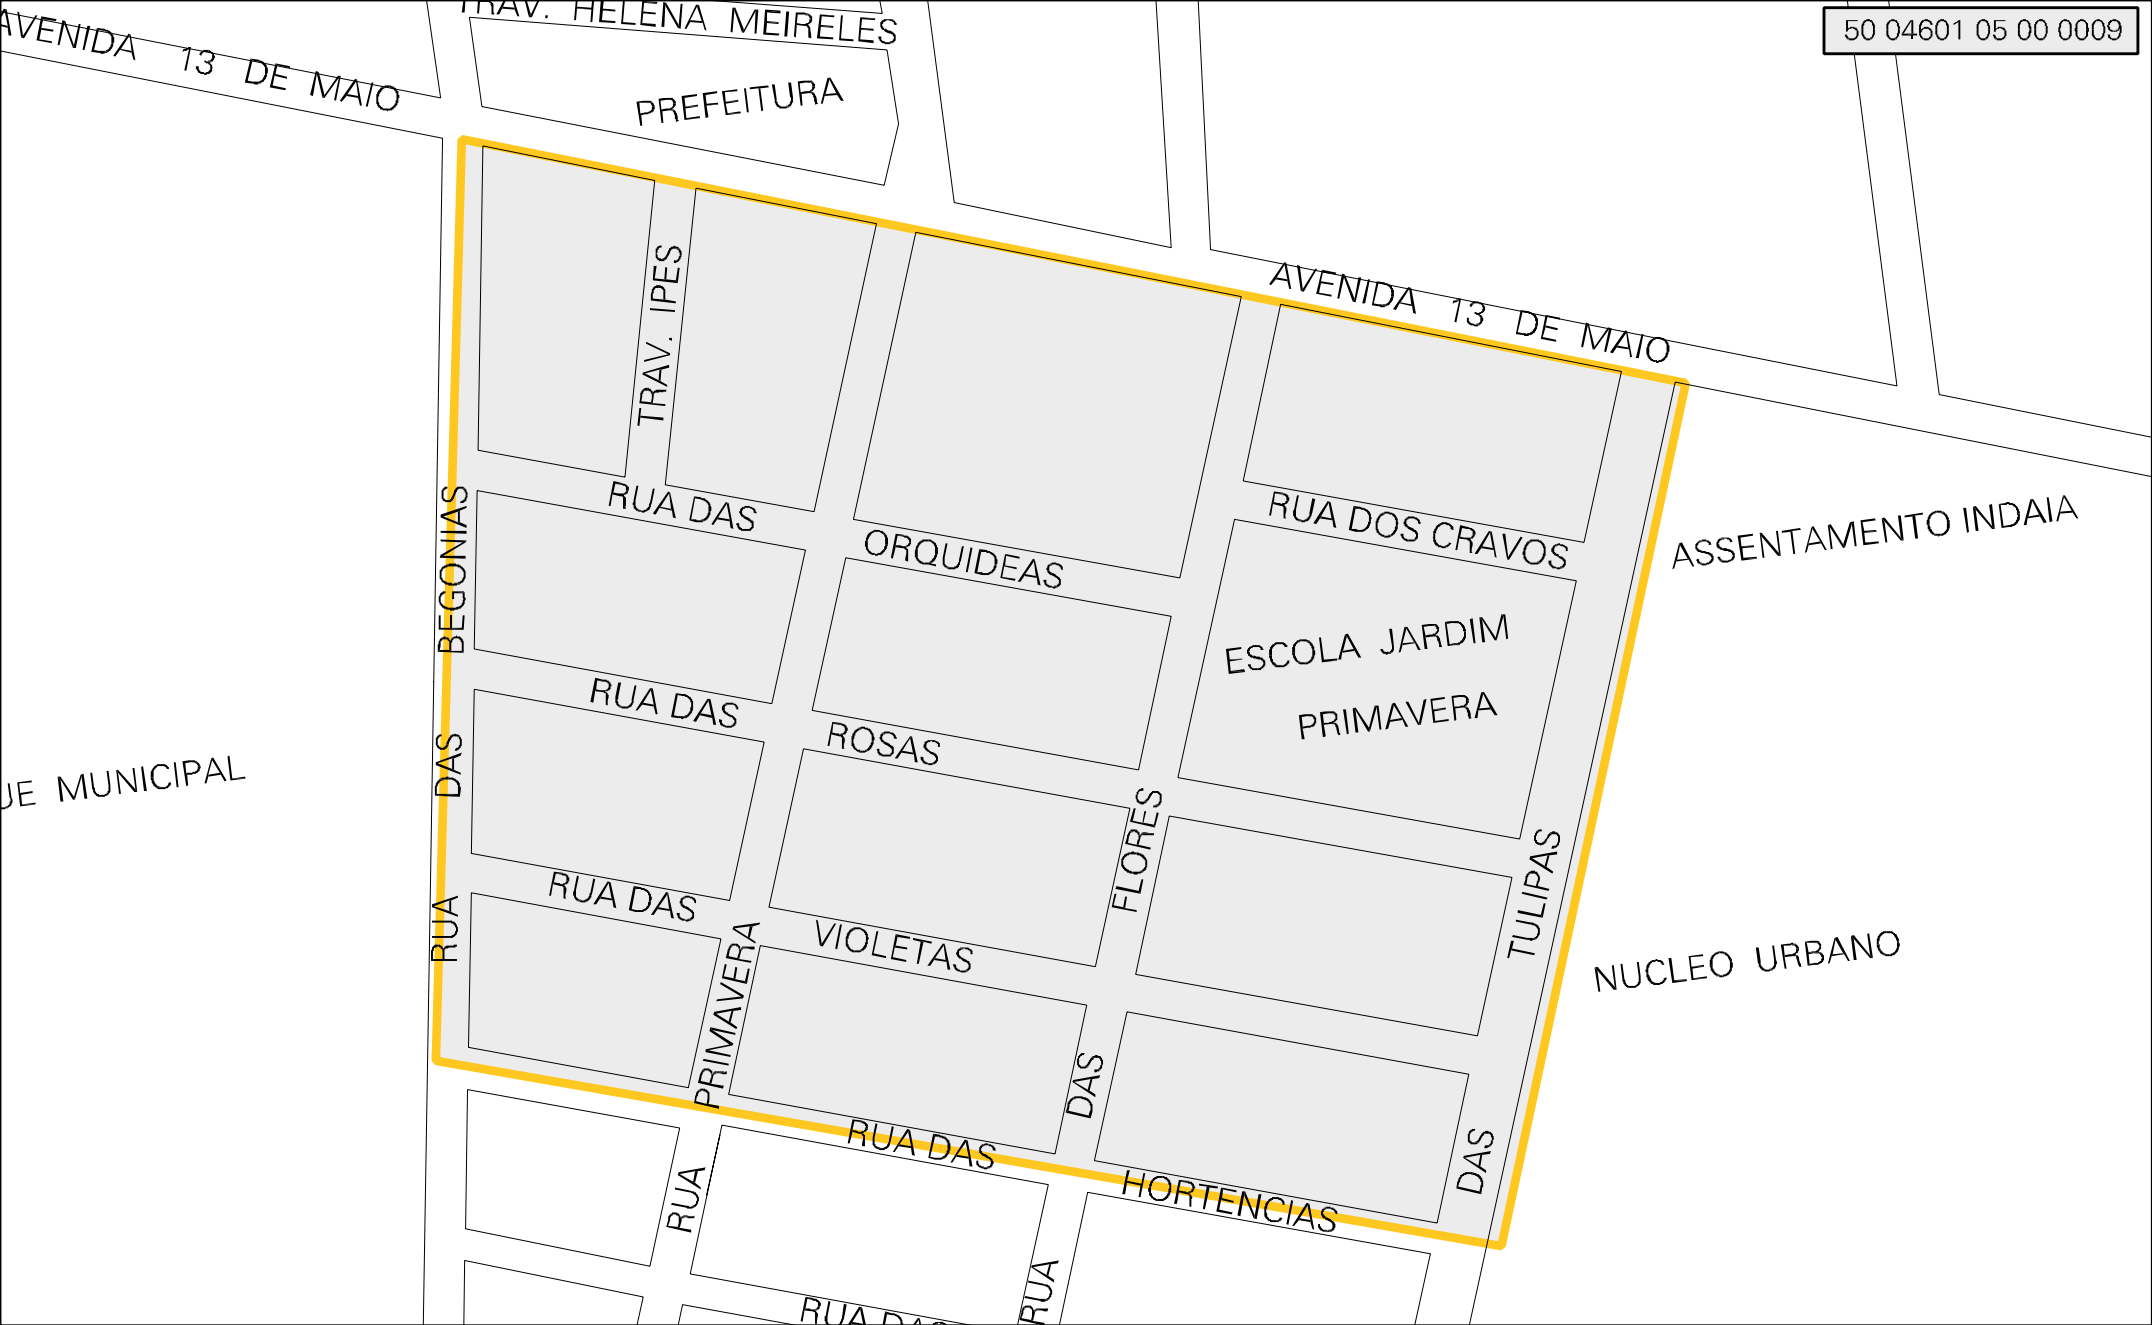 TRAV. HELENA MEIRELES
50 04601 05 00 0009
AVENIDA 13 DE MAIO
PREFEITURA
AVENIDA 13 DE MAIO
TRAV. IPES
RUA DAS ORQUIDEAS
RUA DOS CRAVOS
ASSENTAMENTO INDAIA
RUA DAS BEGONIAS
ESCOLA JARDIM
PRIMAVERA
RUA DAS ROSAS
MUNICIPAL
RUA DAS FLORES
RUA DAS VIOLETAS
DAS TULIPAS
NUCLEO URBANO
RUA PRIMAVERA
RUA DAS HORTENCIAS
RUA DAS